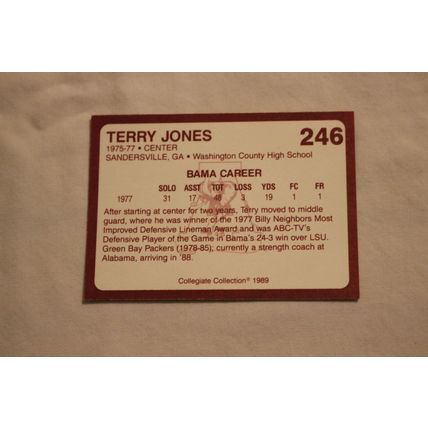 TERRY JONES 246
1975-77 • CENTER
SANDERSVILLE, GA • Washington County High School
BAMA CAREER
SOLO ASST TOT LOSS YDS FC FR
1977 31 17 48 3 19 1 1
After starting at center for two years, Terry moved to middle
guard, where he was winner of the 1977 Billy Neighbors Most
Improved Defensive Lineman Award and was ABC-TV's
Defensive Player of the Game in Bama's 24-3 win over LSU.
Green Bay Packers (1978-85); currently a strength coach at
Alabama, arriving in '88.
Collegiate Collection® 1989